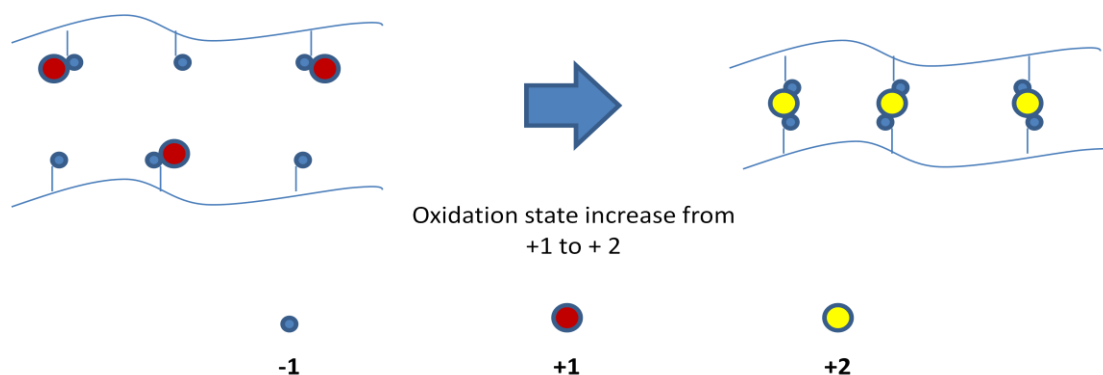 Oxidation state increase from
+1 to + 2
-1
+1
+2